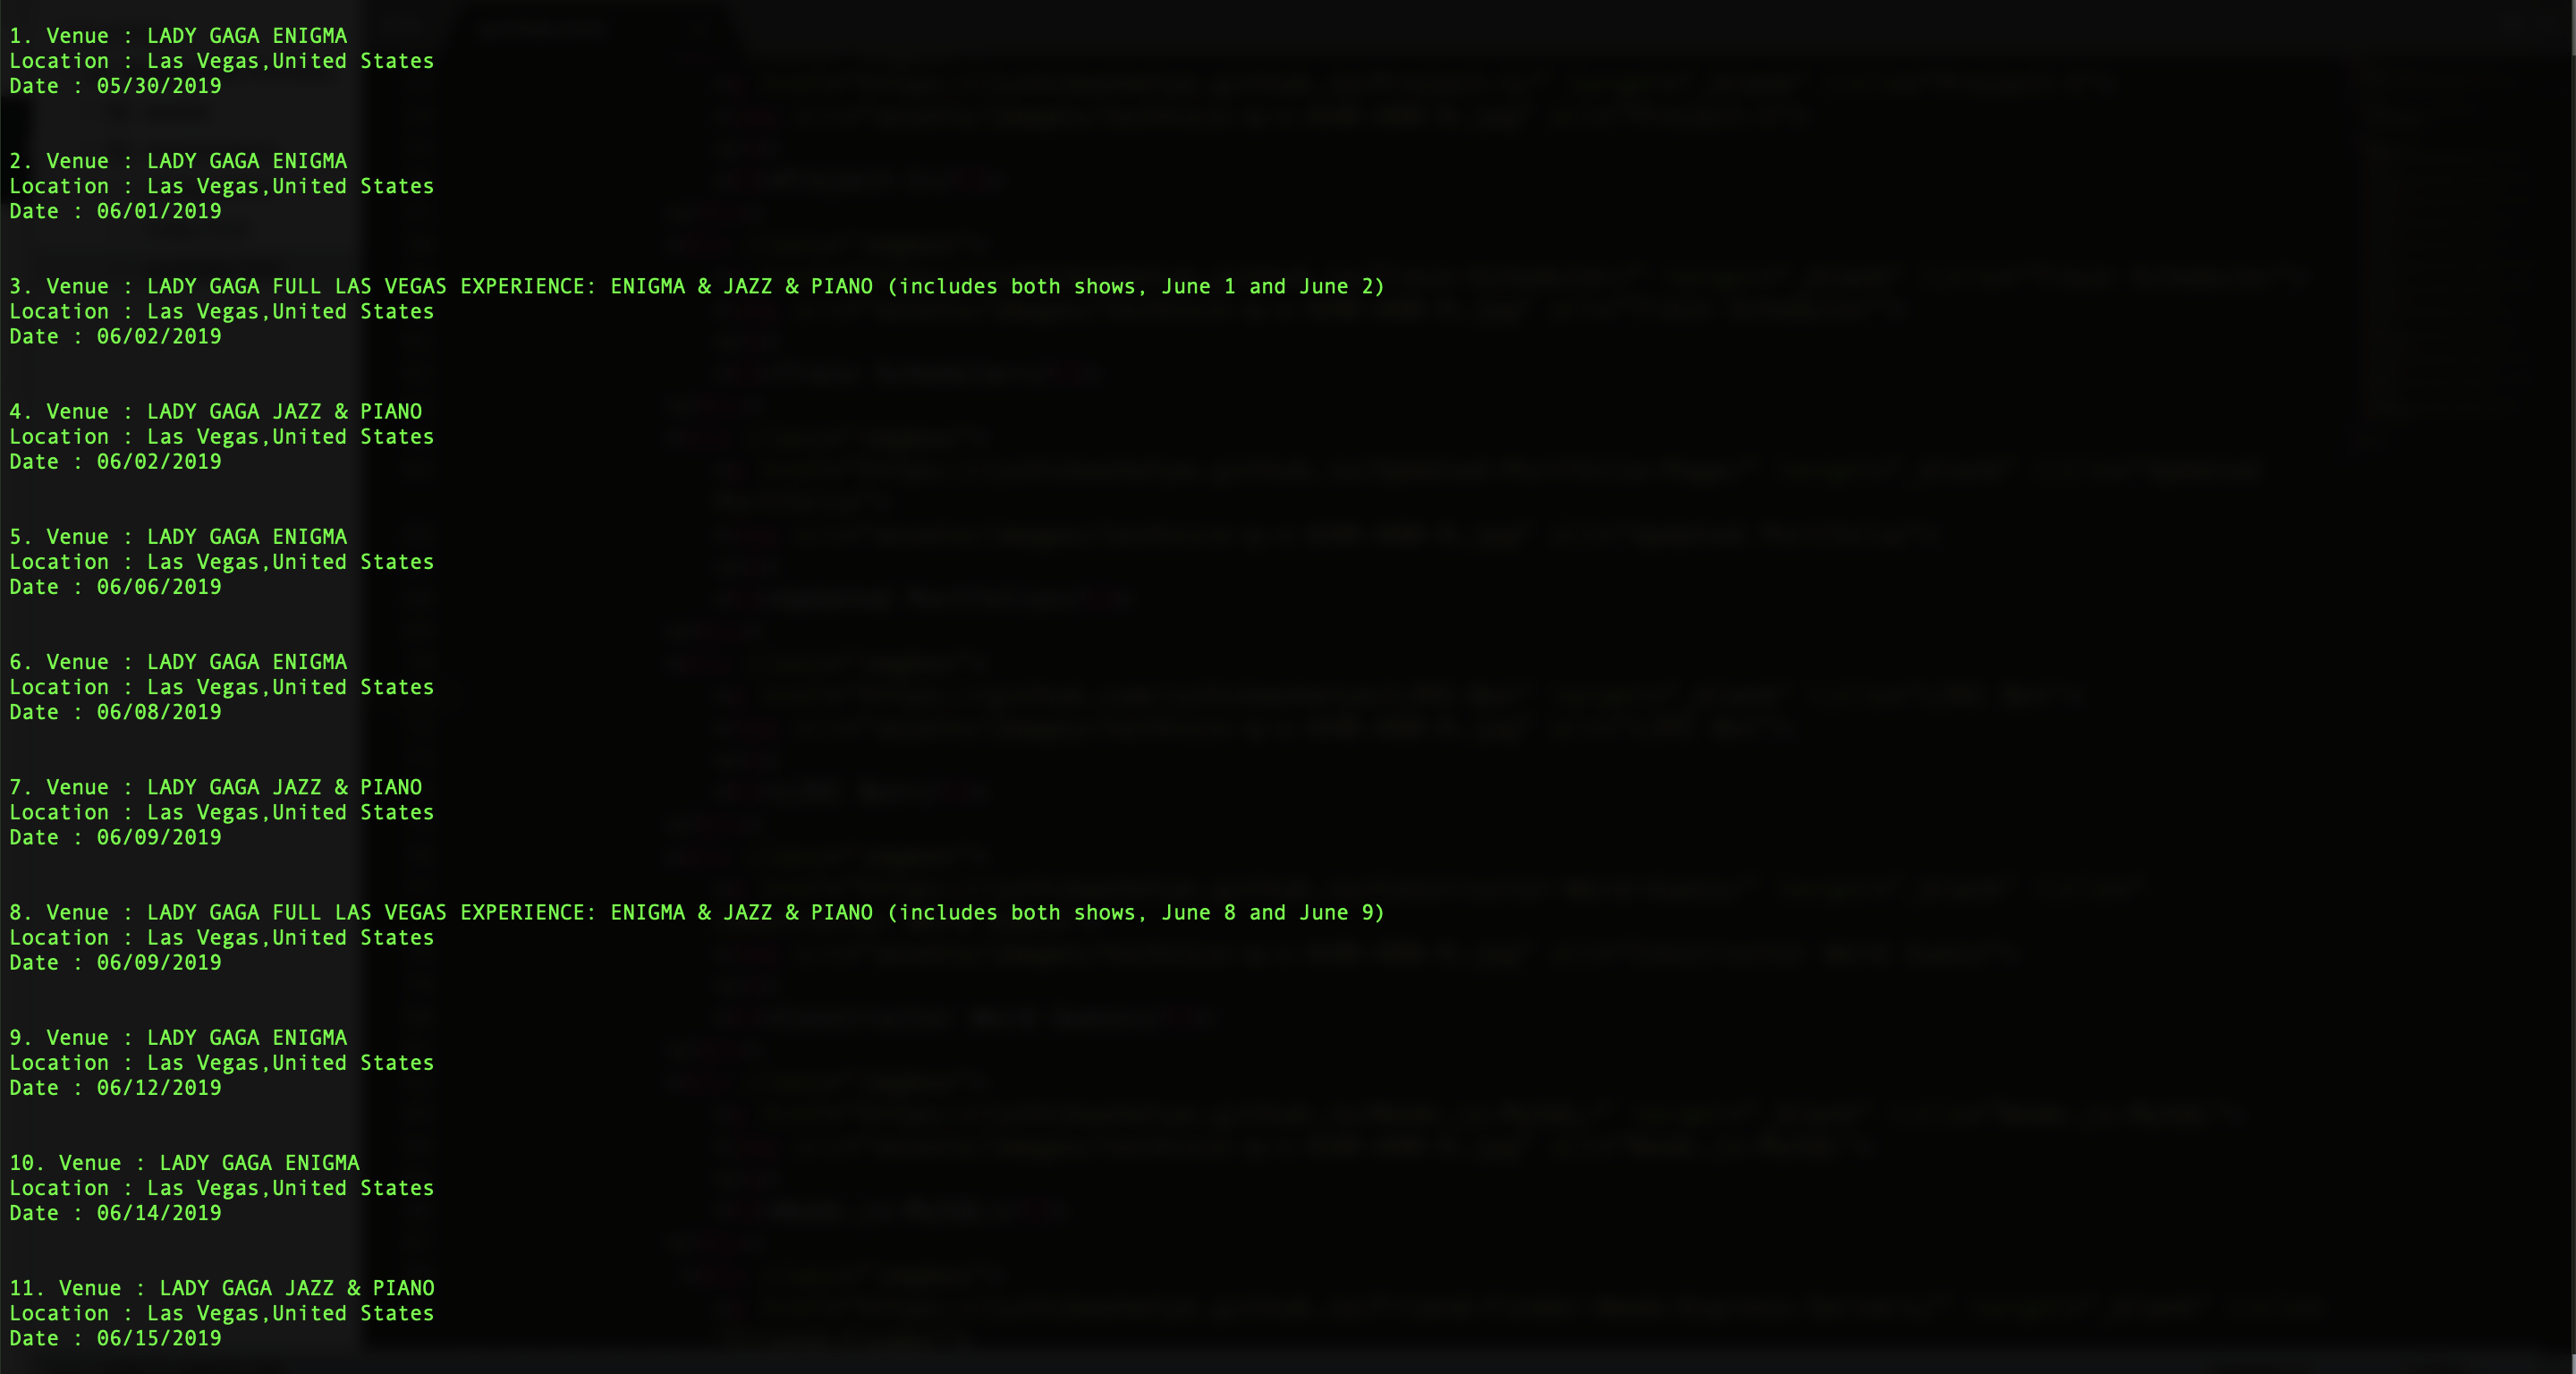 1. Venue : LADY GAGA ENIGMA
Location : Las Vegas,United States
Date : 05/30/2019
2. Venue : LADY GAGA ENIGMA
Location : Las Vegas,United States
Date : 06/01/2019
3. Venue : LADY GAGA FULL LAS VEGAS EXPERIENCE: ENIGMA & JAZZ & PIANO (includes both shows, June 1 and June 2)
Location : Las Vegas,United States
Date : 06/02/2019
4. Venue : LADY GAGA JAZZ & PIANO
Location : Las Vegas,United States
Date : 06/02/2019
5. Venue : LADY GAGA ENIGMA
Location : Las Vegas,United States
Date : 06/06/2019
6. Venue : LADY GAGA ENIGMA
Location : Las Vegas,United States
Date : 06/08/2019
7. Venue : LADY GAGA JAZZ & PIANO
Location : Las Vegas,United States
Date : 06/09/2019
8. Venue : LADY GAGA FULL LAS VEGAS EXPERIENCE: ENIGMA & JAZZ & PIANO (includes both shows, June 8 and June 9)
Location : Las Vegas,United States
Date : 06/09/2019
9. Venue : LADY GAGA ENIGMA
Location : Las Vegas,United States
Date : 06/12/2019
10. Venue : LADY GAGA ENIGMA
Location : Las Vegas,United States
Date : 06/14/2019
11. Venue : LADY GAGA JAZZ & PIANO
Location : Las Vegas,United States
Date : 06/15/2019